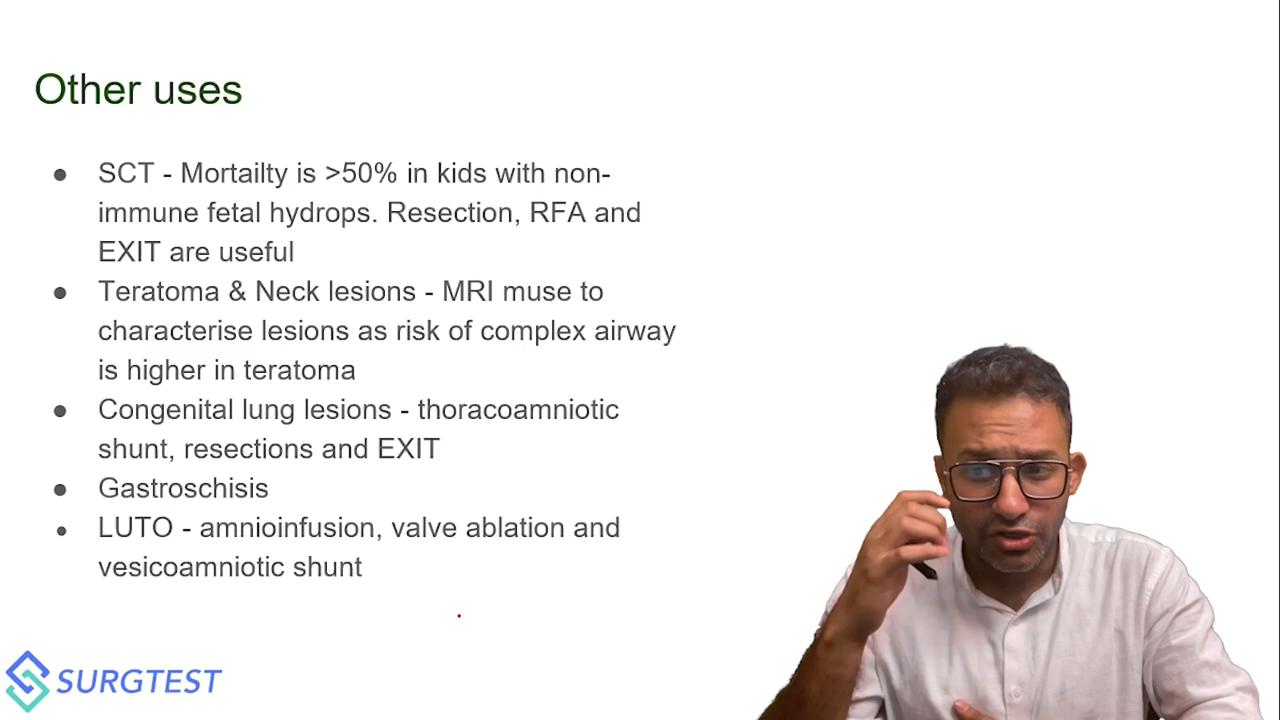 Other uses
● SCT - Mortailty is >50% in kids with non-
immune fetal hydrops. Resection, RFA and
EXIT are useful
● Teratoma & Neck lesions - MRI muse to
characterise lesions as risk of complex airway
is higher in teratoma
● Congenital lung lesions - thoracoamniotic
shunt, resections and EXIT
● Gastroschisis
● LUTO - amnioinfusion, valve ablation and
vesicoamniotic shunt
SURGTEST